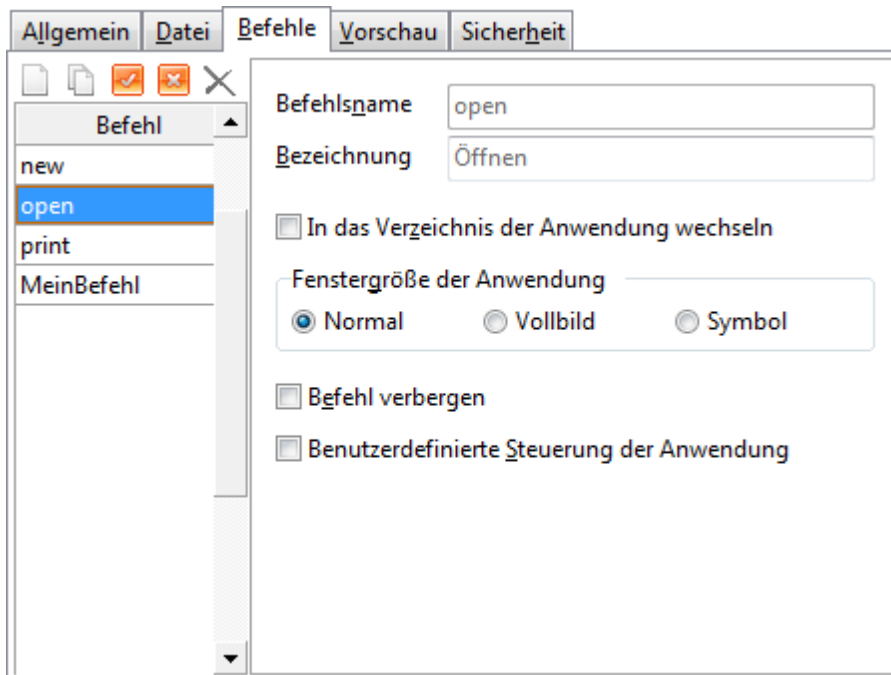 Allgemein Datei Befehle Vorschau Sicherheit
Befehl
new
open
print
MeinBefehl
Befehlsname open
Bezeichnung Öffnen
In das Verzeichnis der Anwendung wechseln
Fenstergröße der Anwendung
Normal Vollbild Symbol
Befehl verbergen
Benutzerdefinierte Steuerung der Anwendung